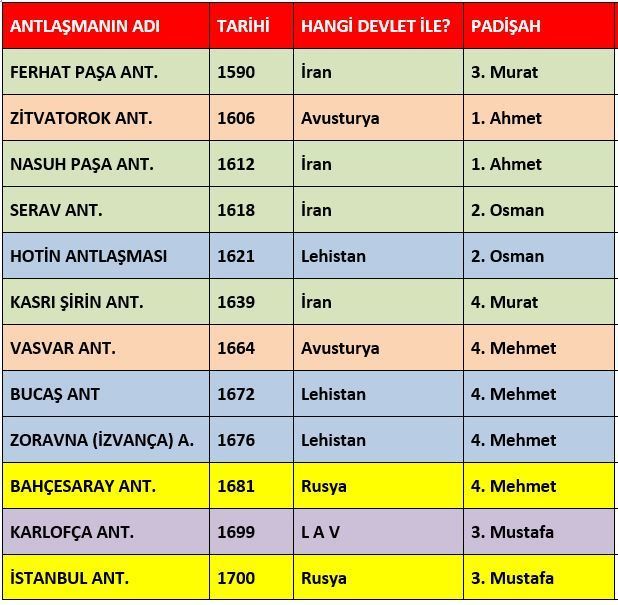 ANTLAŞMANIN ADI TARİHİ HANGİ DEVLET İLE? PADİŞAH
FERHAT PAŞA ANT. 1590 İran 3. Murat
ZİTVATOROK ANT. 1606 Avusturya 1. Ahmet
NASUH PAŞA ANT. 1612 İran 1. Ahmet
SERAV ANT. 1618 İran 2. Osman
HOTİN ANTLAŞMASI 1621 Lehistan 2. Osman
KASRI ŞİRİN ANT. 1639 İran 4. Murat
VASVAR ANT. 1664 Avusturya 4. Mehmet
BUCAŞ ANT 1672 Lehistan 4. Mehmet
ZORAVNA (İZVANÇA) A. 1676 Lehistan 4. Mehmet
BAHÇESARAY ANT. 1681 Rusya 4. Mehmet
KARLOFÇA ANT. 1699 L A V 3. Mustafa
İSTANBUL ANT. 1700 Rusya 3. Mustafa